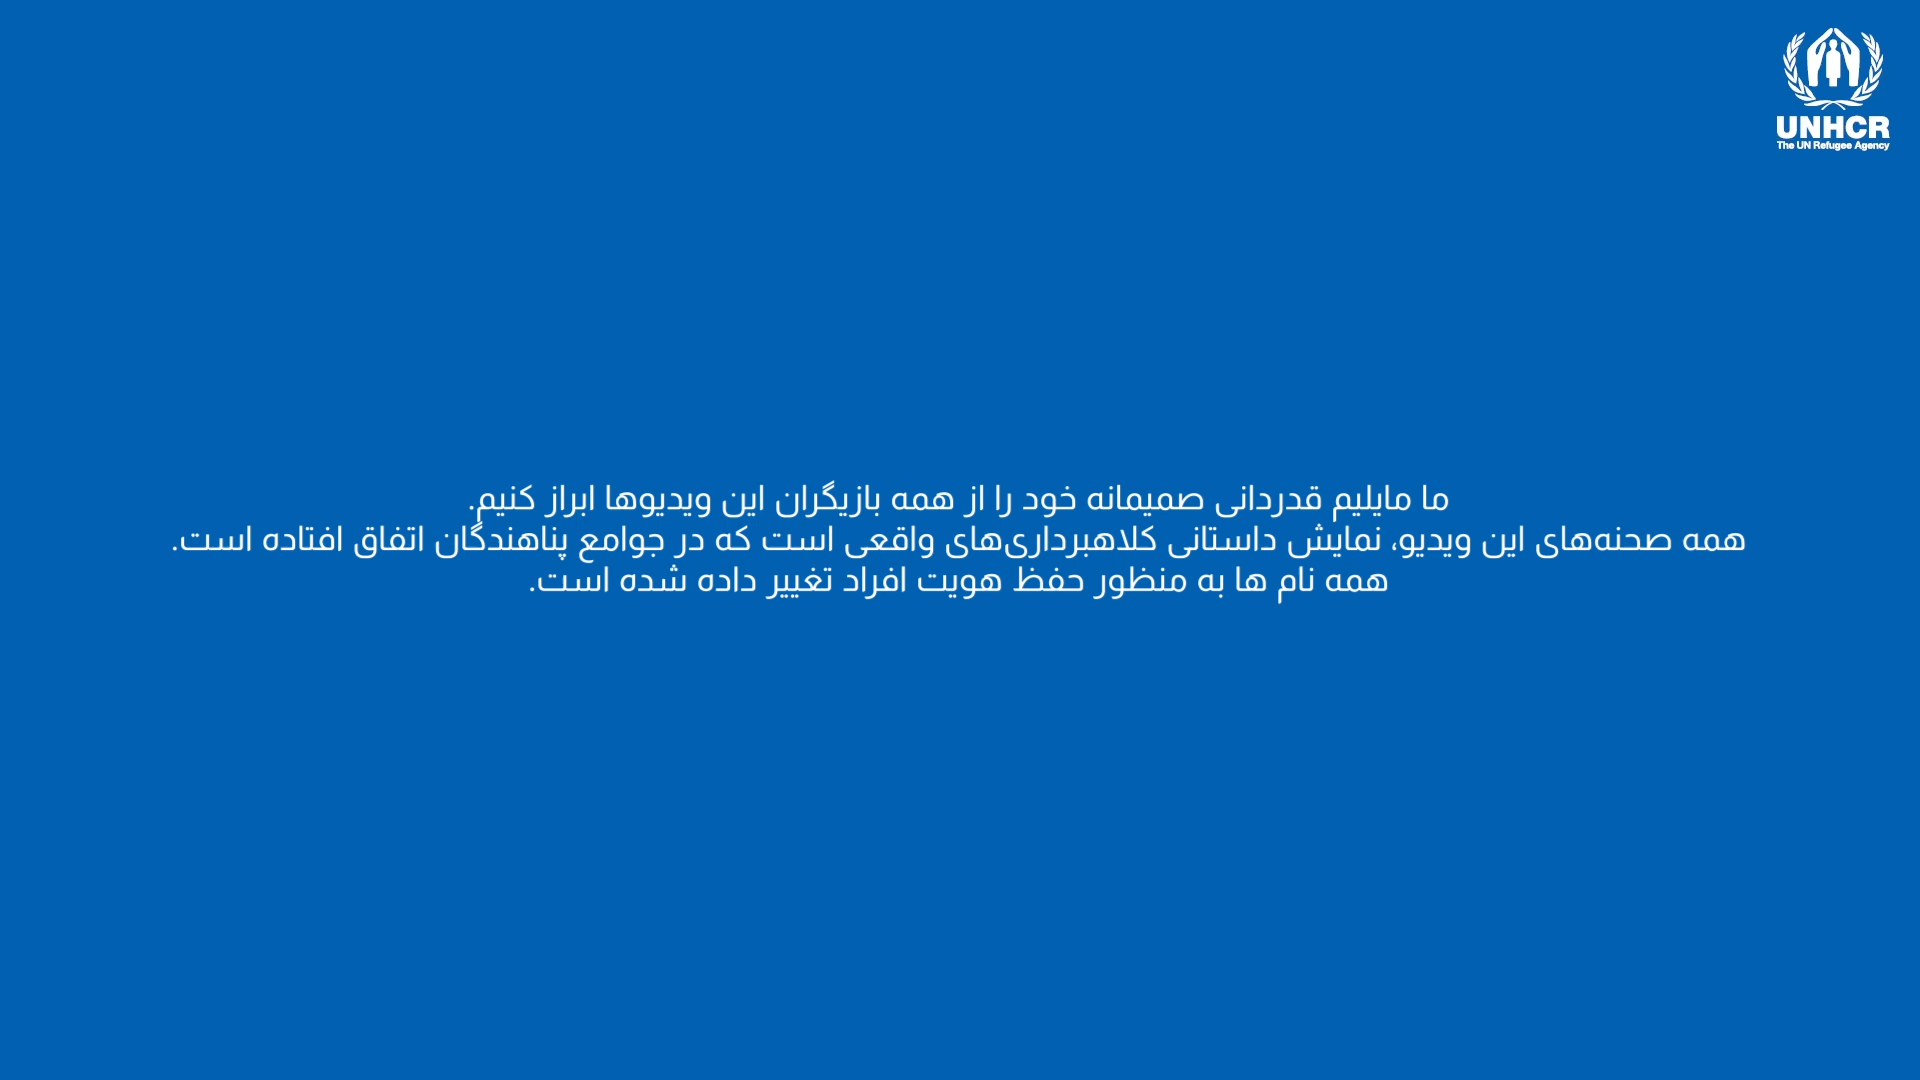 UNHCR
The UN Refugee Agency
ما مایلیم قدردانی صمیمانه خود را از همه بازیگران این ویدیوها ابراز کنیم.
همه صحنه‌های این ویدیو، نمایش داستانی کلاهبرداری‌های واقعی است که در جوامع پناهندگان اتفاق افتاده است.
همه نام ها به منظور حفظ هویت افراد تغییر داده شده است.